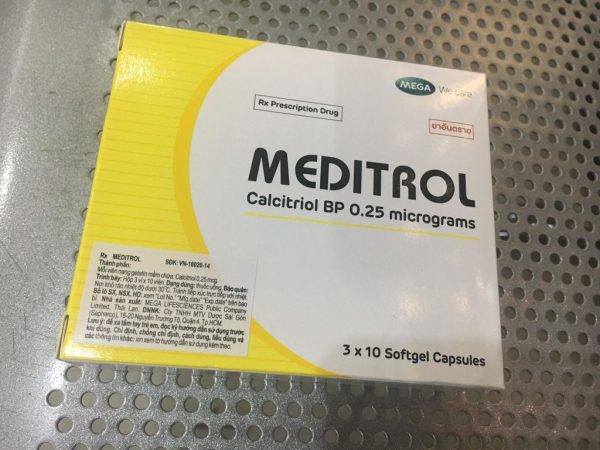 MEGA We care
Rx Prescription Drug
ยาอันตราย
MEDITROL
Calcitriol BP 0.25 micrograms
Rx MEDITROL SĐK: VN-18020-14
Thành phần:
Mỗi viên nang gelatin mềm chứa: Calcitriol 0,25 mcg.
Trình bày: Hộp 3 vỉ x 10 viên. Dạng dùng: thuốc uống. Bảo quản:
Nơi khô ráo nhiệt độ dưới 30°C. Tránh tiếp xúc trực tiếp với nhiệt.
Số lô SX, NSX, HD: xem "Lot No." "Mfg. date" "Exp. date" trên bao
bì. Nhà sản xuất: MEGA LIFESCIENCES Public Company
Limited, Thái Lan. DNNK: Cty TNHH MTV Dược Sài Gòn
(Sapharco), 18-20 Nguyễn Trường Tộ, Quận 4, Tp.HCM.
Lưu ý: để xa tầm tay trẻ em, đọc kỹ hướng dẫn sử dụng trước
khi dùng. Chỉ định, chống chỉ định, cách dùng, liều dùng và
các thông tin khác: xin xem tờ hướng dẫn sử dụng kèm theo.
3 x 10 Softgel Capsules